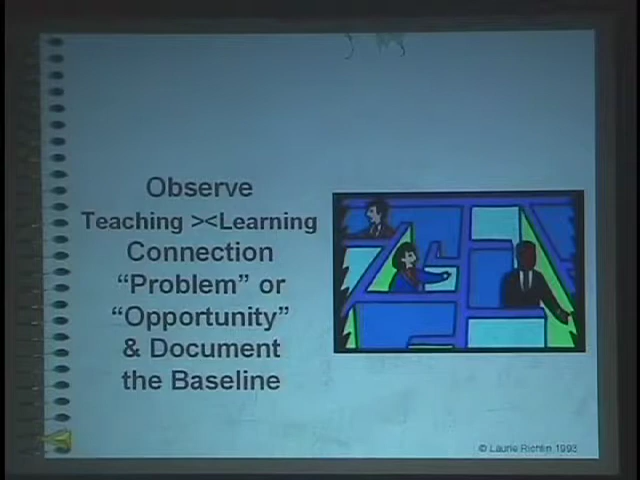 Observe
Teaching ><Learning
Connection
“Problem” or
“Opportunity”
& Document
the Baseline
© Laurie Richlin 1993